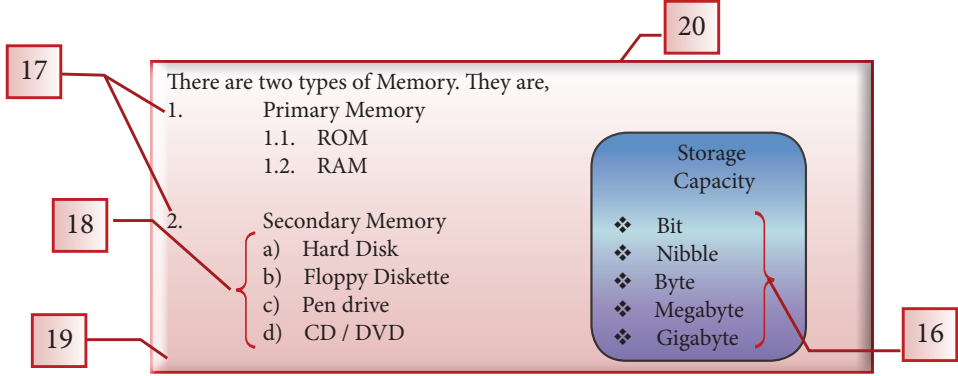 20
17
There are two types of Memory. They are,
1. Primary Memory
1.1. ROM
1.2. RAM
2. Secondary Memory
a) Hard Disk
b) Floppy Diskette
c) Pen drive
d) CD / DVD
18
19
Storage
Capacity
❖ Bit
❖ Nibble
❖ Byte
❖ Megabyte
❖ Gigabyte
16